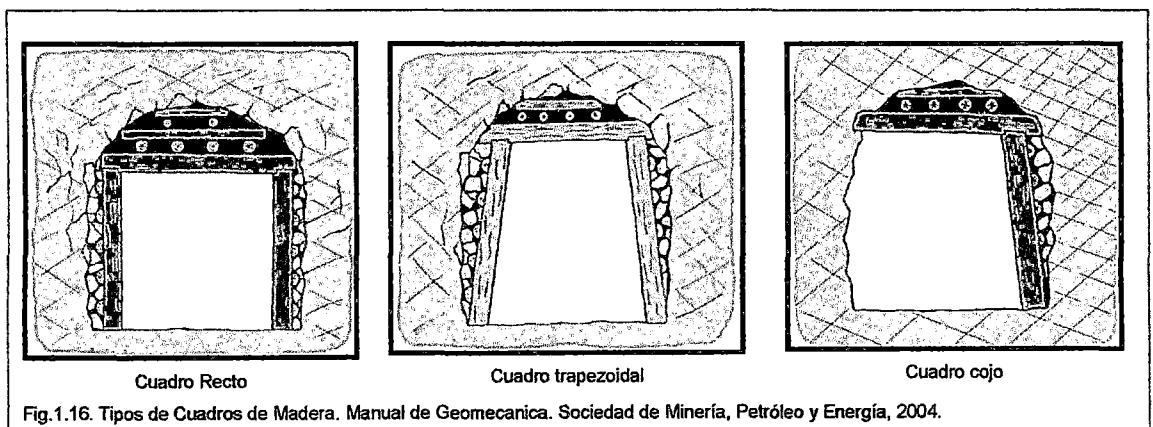 Cuadro Recto
Cuadro trapezoidal
Cuadro cojo
Fig.1.16. Tipos de Cuadros de Madera. Manual de Geomecanica. Sociedad de Minería, Petróleo y Energía, 2004.